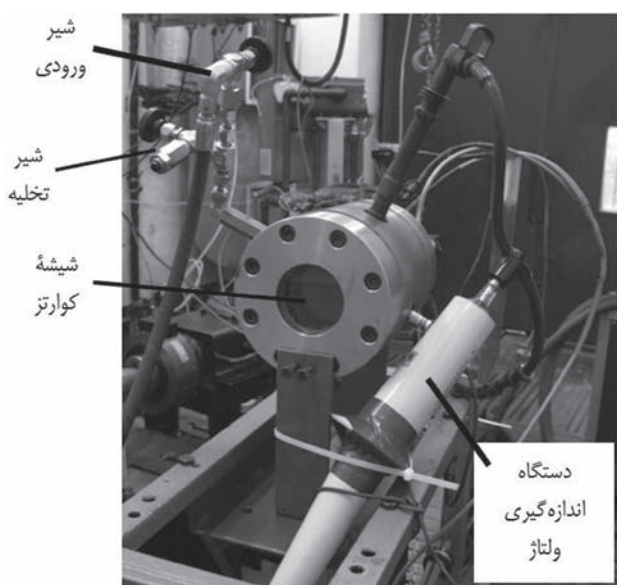 شیر
ورودی
شیر
تخلیه
شیشهٔ
کوارتز
دستگاه
اندازه‌گیری
ولتاژ